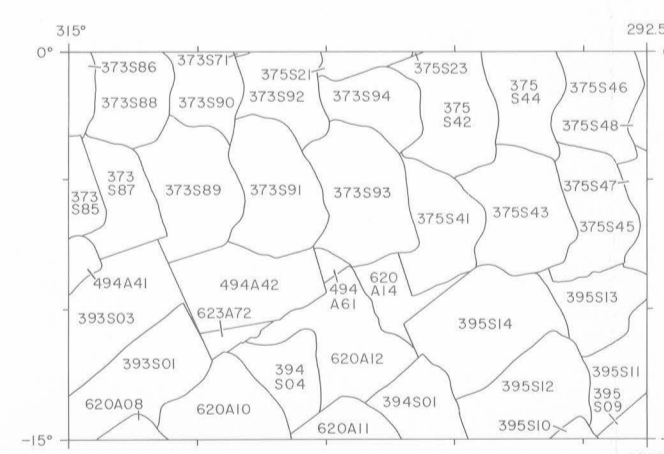 315°
292.5
0°
373S86
373S71
375S21
375S23
373S88
373S90
373S92
373S94
375
S42
375
S44
375S46
375S48
373
S85
373
S87
373S89
373S91
373S93
375S41
375S43
375S47
375S45
494A41
494A42
494
A61
620
A14
393S03
623A72
395S14
395S13
393S01
394
S04
620A12
395S12
395S11
395
S09
620A08
620A10
394S01
620A11
395S10
-15°